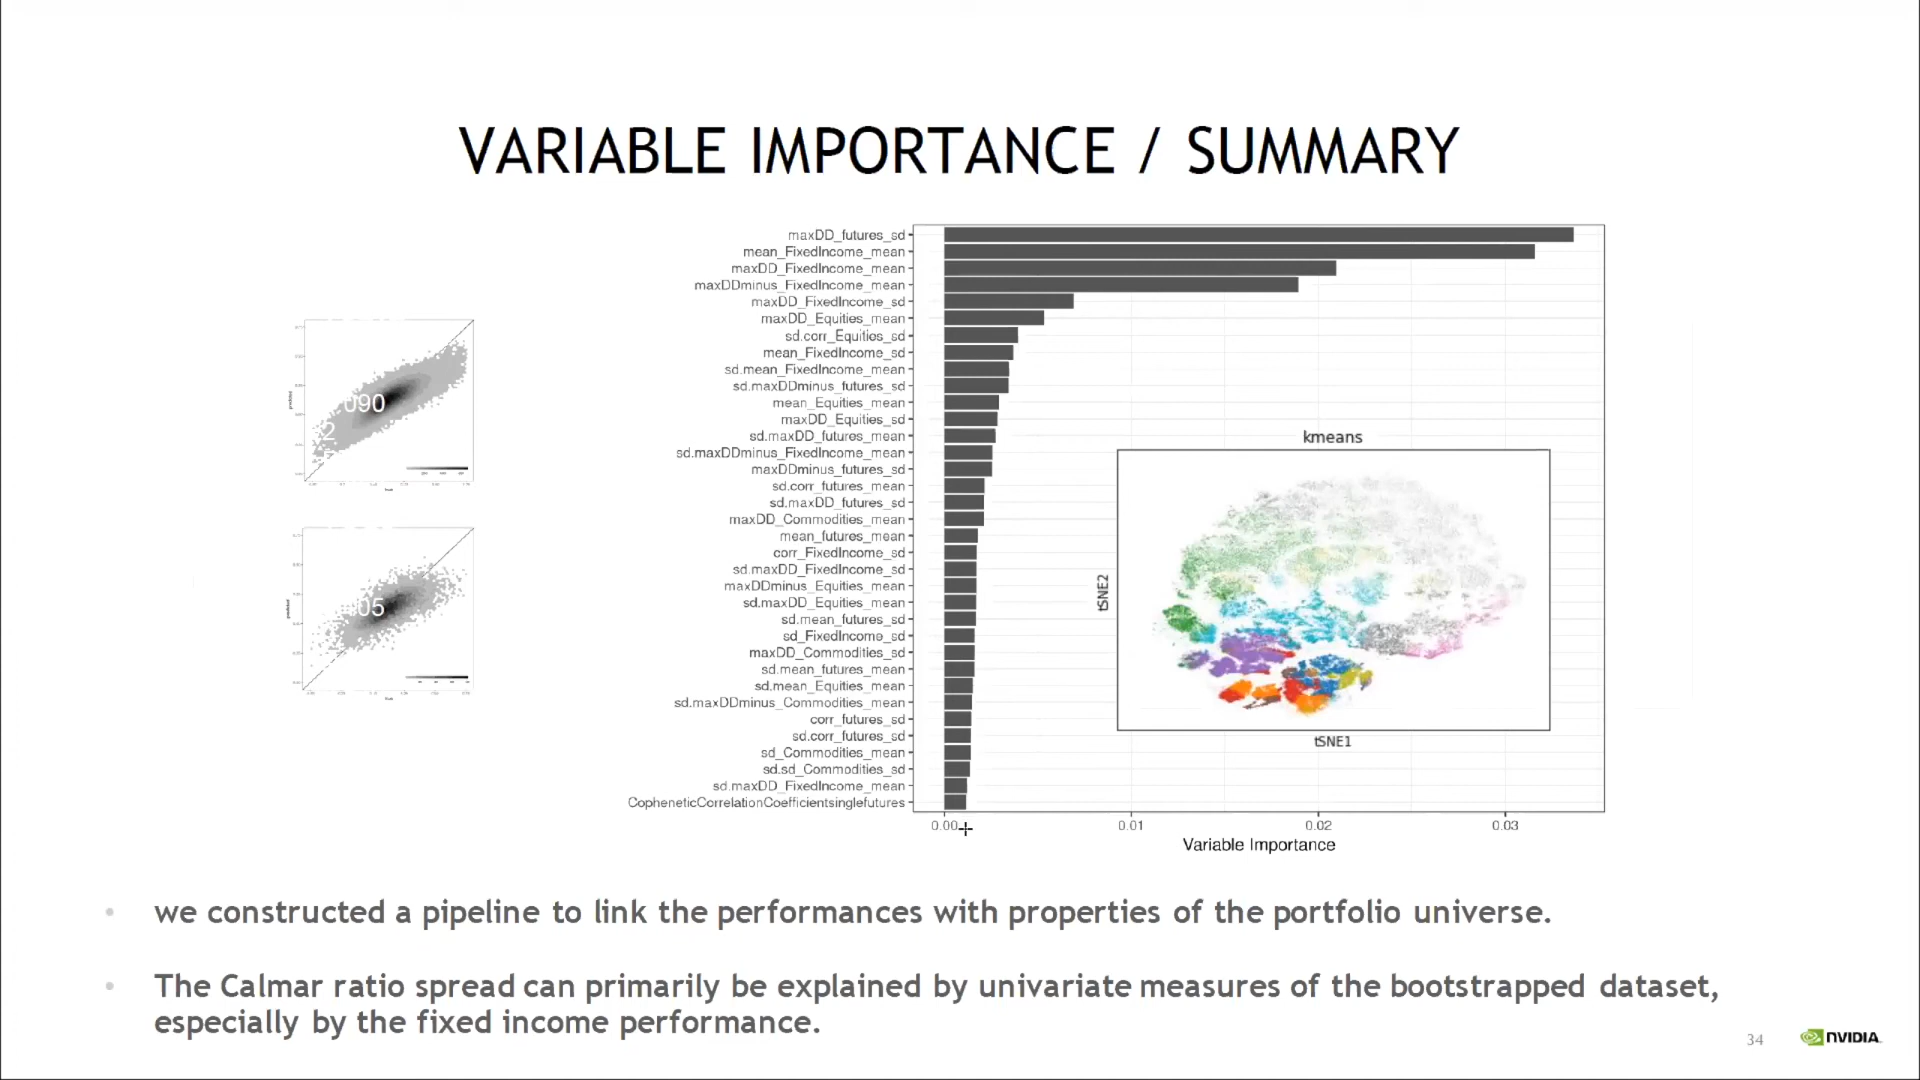 VARIABLE IMPORTANCE / SUMMARY
090
2
05
maxDD_futures_sd
mean_FixedIncome_mean
maxDD_FixedIncome_mean
maxDDminus_FixedIncome_mean
maxDD_FixedIncome_sd
maxDD_Equities_mean
sd.corr_Equities_sd
mean_FixedIncome_sd
sd.mean_FixedIncome_mean
sd.maxDDminus_futures_sd
mean_Equities_mean
maxDD_Equities_sd
sd.maxDD_futures_mean
sd.maxDDminus_FixedIncome_mean
maxDDminus_futures_sd
sd.corr_futures_mean
sd.maxDD_futures_sd
maxDD_Commodities_mean
mean_futures_mean
corr_FixedIncome_sd
sd.maxDD_FixedIncome_sd
maxDDminus_Equities_mean
sd.maxDD_Equities_mean
sd.mean_futures_sd
sd_FixedIncome_sd
maxDD_Commodities_sd
sd.mean_futures_mean
sd.mean_Equities_mean
sd.maxDDminus_Commodities_mean
corr_futures_sd
sd.corr_futures_sd
sd_Commodities_mean
sd.sd_Commodities_sd
sd.maxDD_FixedIncome_mean
CopheneticCorrelationCoefficientsinglefutures
kmeans
tSNE2
tSNE1
0.00 0.01 0.02 0.03
Variable Importance
• we constructed a pipeline to link the performances with properties of the portfolio universe.
• The Calmar ratio spread can primarily be explained by univariate measures of the bootstrapped dataset,
especially by the fixed income performance.
34
NVIDIA.